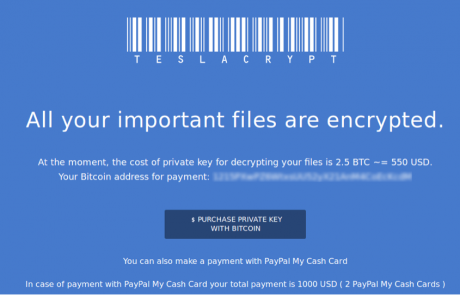 TESLACRYPT
All your important files are encrypted.
At the moment, the cost of private key for decrypting your files is 2.5 BTC ~= 550 USD.
Your Bitcoin address for payment:
$ PURCHASE PRIVATE KEY
WITH BITCOIN
You can also make a payment with PayPal My Cash Card
In case of payment with PayPal My Cash Card your total payment is 1000 USD ( 2 PayPal My Cash Cards )